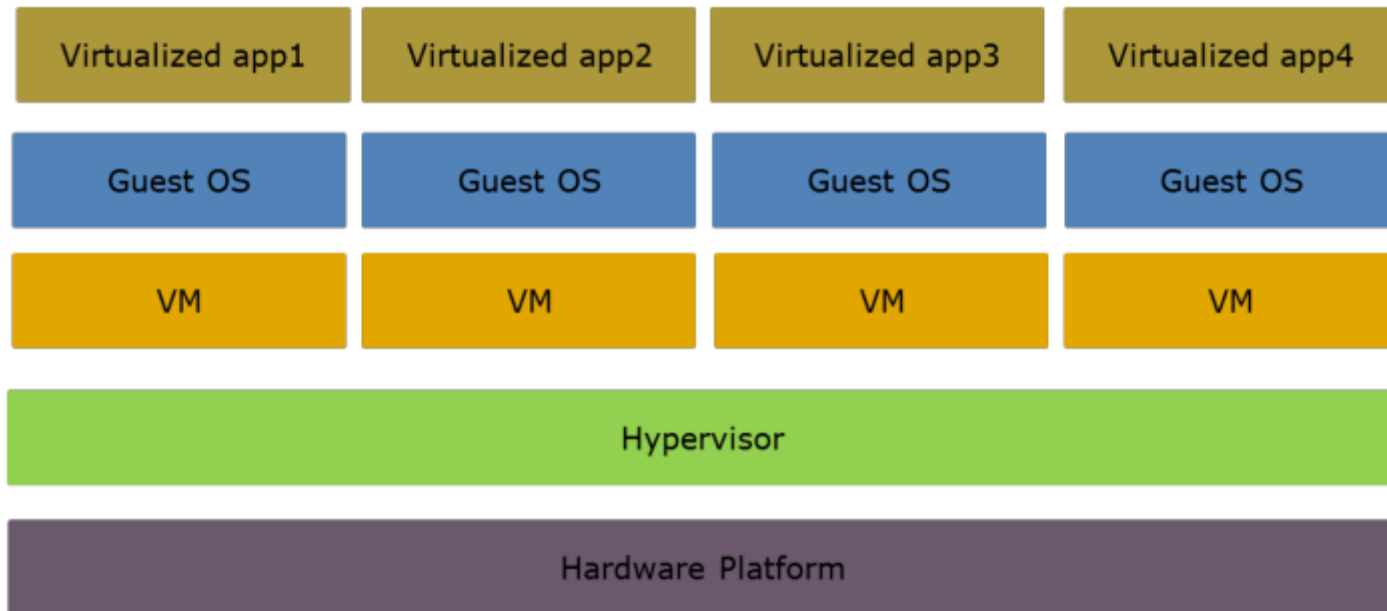 Virtualized app1 Virtualized app2 Virtualized app3 Virtualized app4
Guest OS Guest OS Guest OS Guest OS
VM VM VM VM
Hypervisor
Hardware Platform